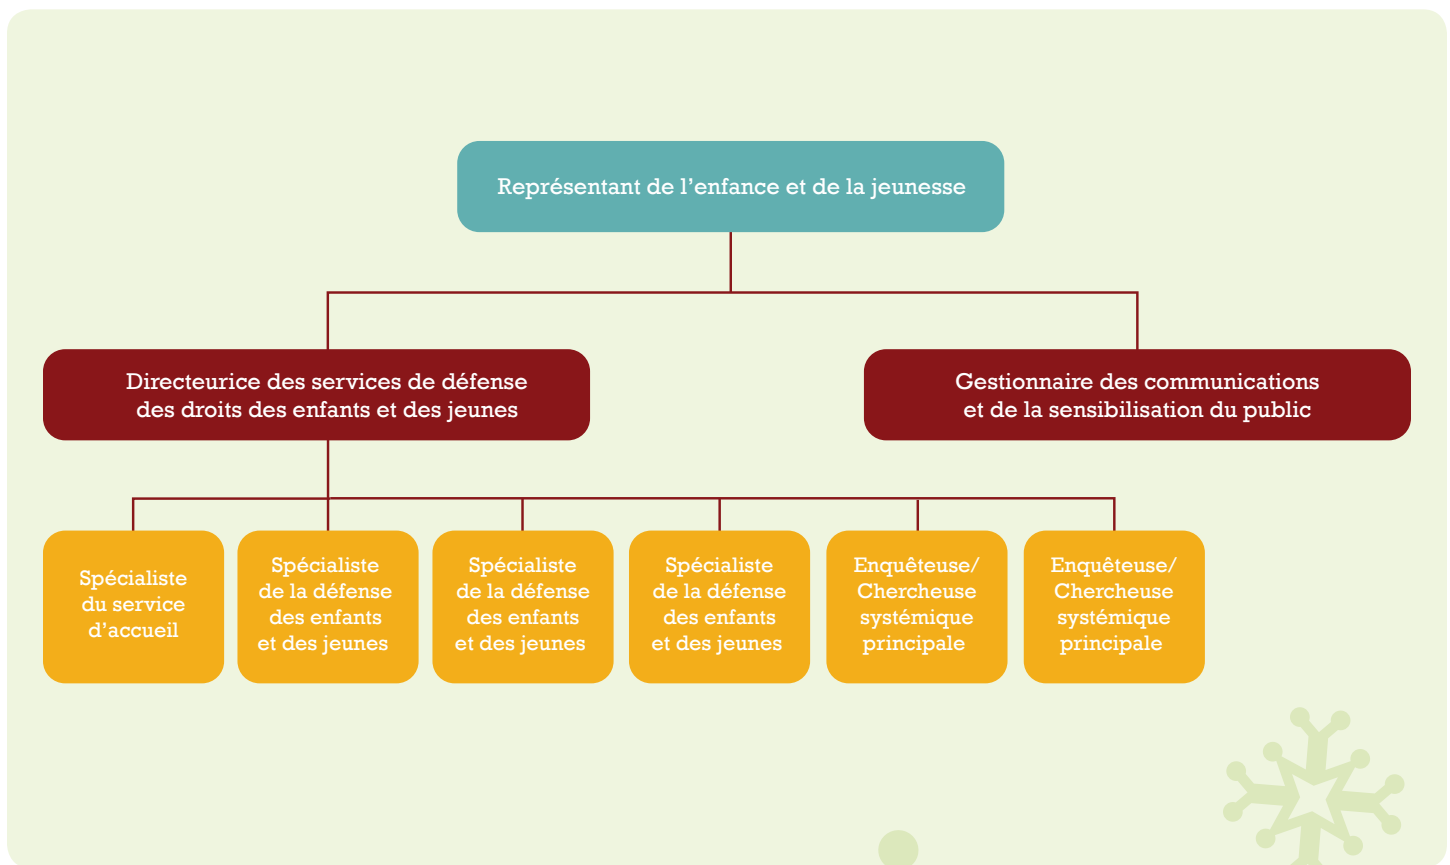 Représentant de l’enfance et de la jeunesse
Directeurice des services de défense
des droits des enfants et des jeunes
Gestionnaire des communications
et de la sensibilisation du public
Spécialiste
du service
d’accueil
Spécialiste
de la défense
des enfants
et des jeunes
Spécialiste
de la défense
des enfants
et des jeunes
Spécialiste
de la défense
des enfants
et des jeunes
Enquêteuse/
Chercheuse
systémique
principale
Enquêteuse/
Chercheuse
systémique
principale